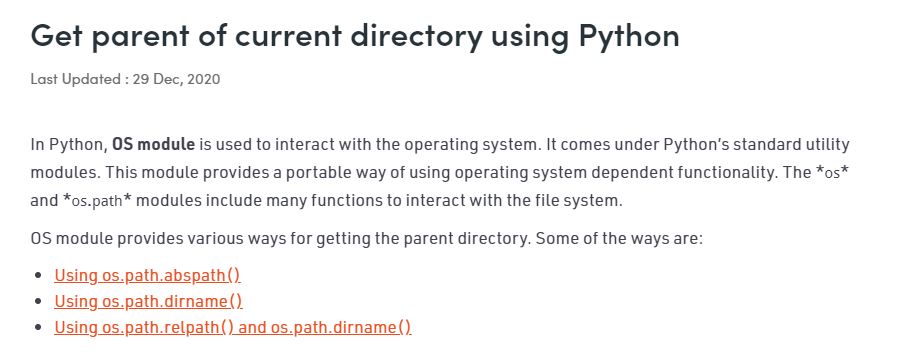 Get parent of current directory using Python
Last Updated : 29 Dec, 2020
In Python, OS module is used to interact with the operating system. It comes under Python's standard utility
modules. This module provides a portable way of using operating system dependent functionality. The *os*
and *os.path* modules include many functions to interact with the file system.
OS module provides various ways for getting the parent directory. Some of the ways are:
• Using os.path.abspath()
• Using os.path.dirname()
• Using os.path.relpath() and os.path.dirname()